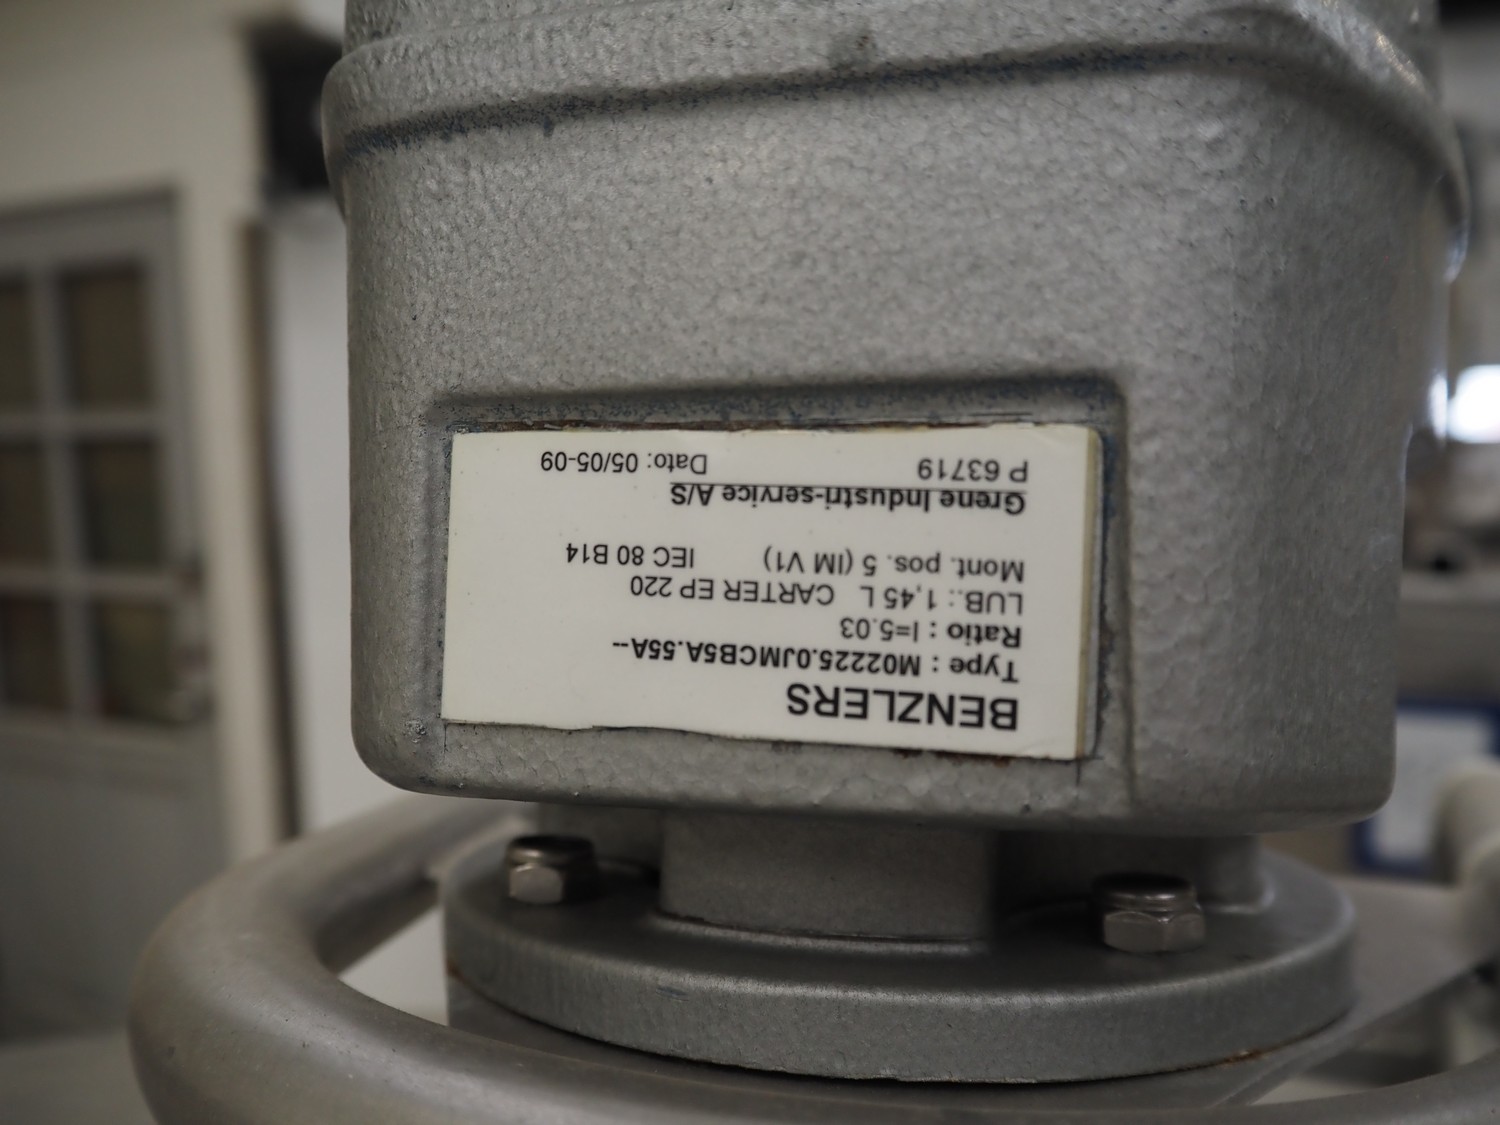 BENZLERS
Type : M02225.0JMCB5A.55A--
Ratio : I=5.03
LUB.: 1,45 L CARTER EP 220
Mont. pos. 5 (IM V1) IEC 80 B14
Grene Industri-service A/S
P 63719 Dato: 05/05-09